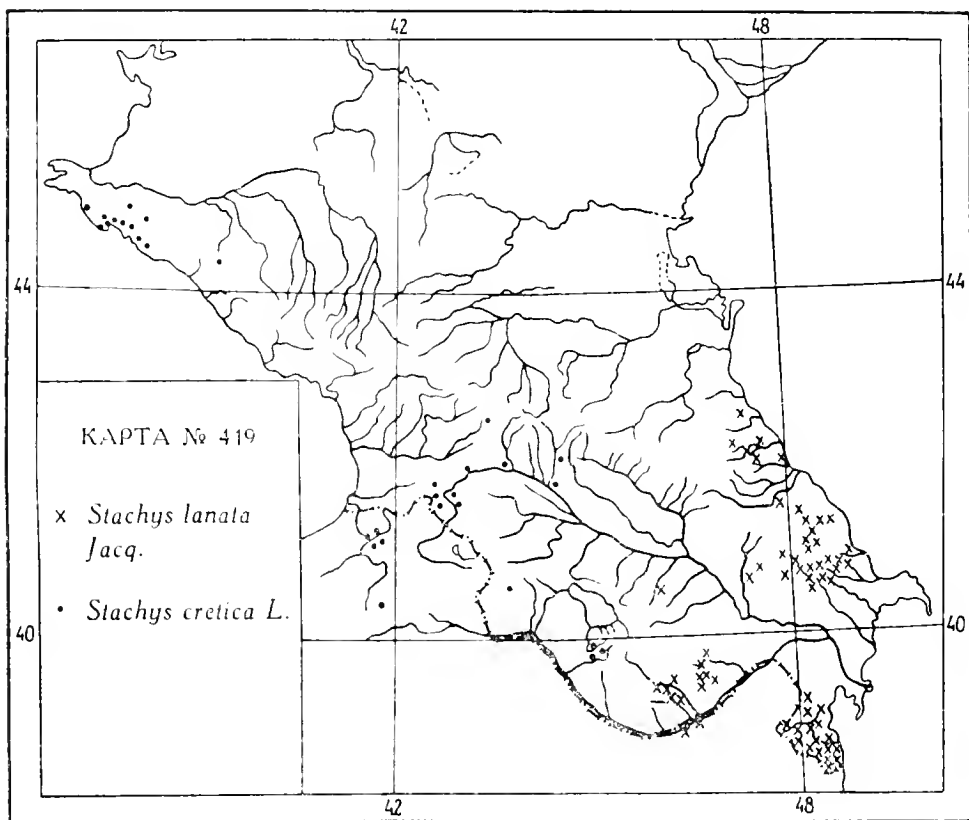 42 48
44 44
КАРТА № 419
x Stachys lanata
Jacq.
• Stachys cretica L.
40 40
42 48